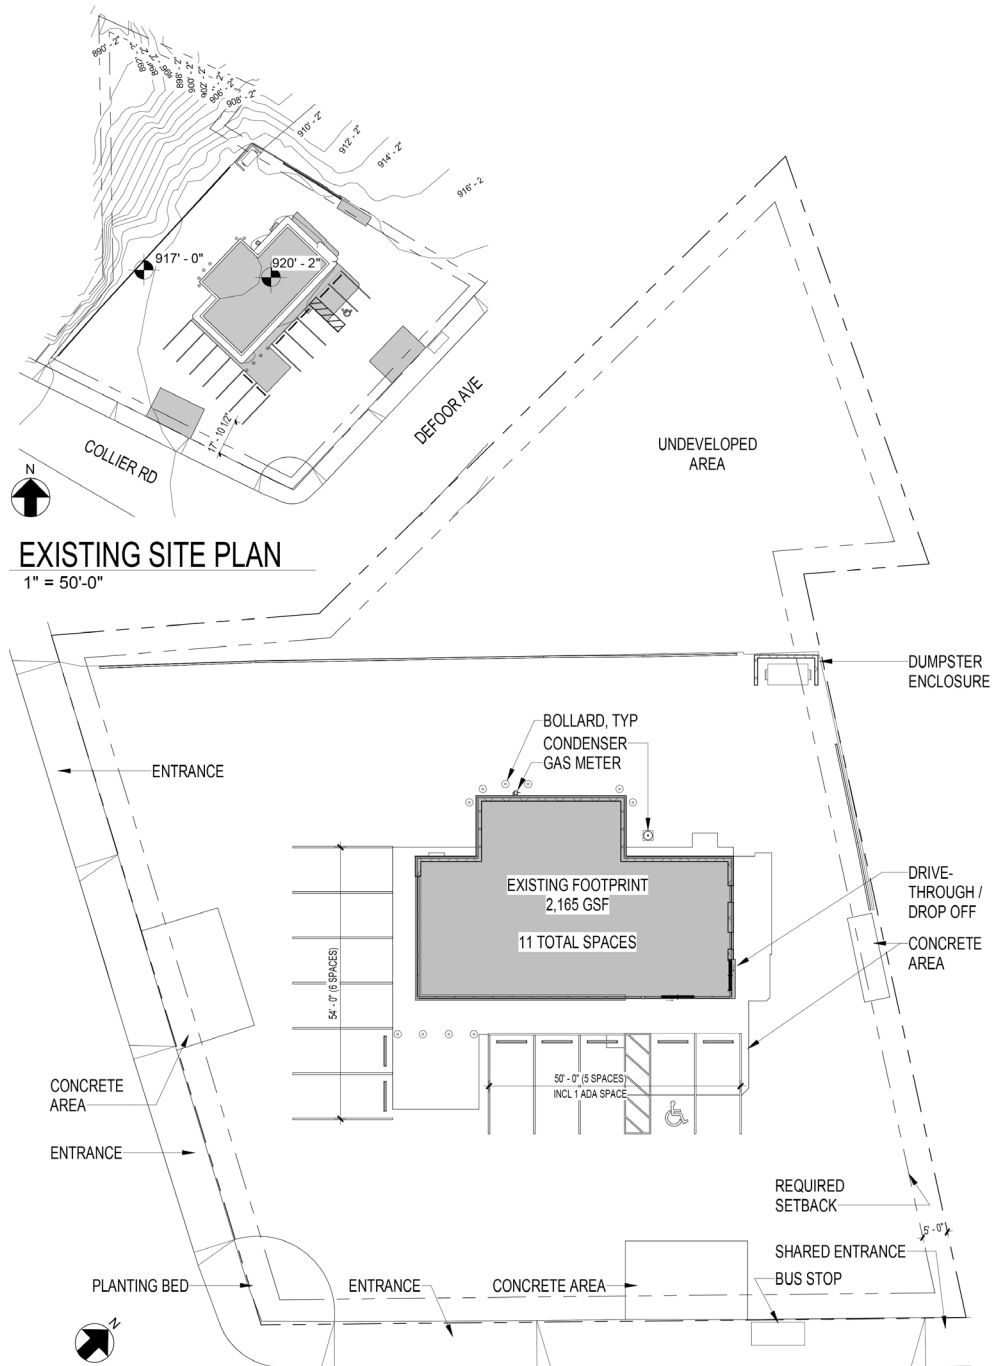 890' - 2"
898' - 2"
900' - 2"
902' - 2"
906' - 2"
908' - 2"
910' - 2"
912' - 2"
914' - 2"
916' - 2
917' - 0"
920' - 2"
17' - 10 1/2"
COLLIER RD
DEFOOR AVE
N
EXISTING SITE PLAN
1" = 50'-0"
UNDEVELOPED
AREA
DUMPSTER
ENCLOSURE
BOLLARD, TYP
CONDENSER
GAS METER
ENTRANCE
EXISTING FOOTPRINT
2,165 GSF
11 TOTAL SPACES
DRIVE-
THROUGH /
DROP OFF
CONCRETE
AREA
54' - 0" (6 SPACES)
50' - 0" (5 SPACES)
INCL 1 ADA SPACE
CONCRETE
AREA
ENTRANCE
REQUIRED
SETBACK
5' - 0"
SHARED ENTRANCE
BUS STOP
PLANTING BED
ENTRANCE
CONCRETE AREA
N